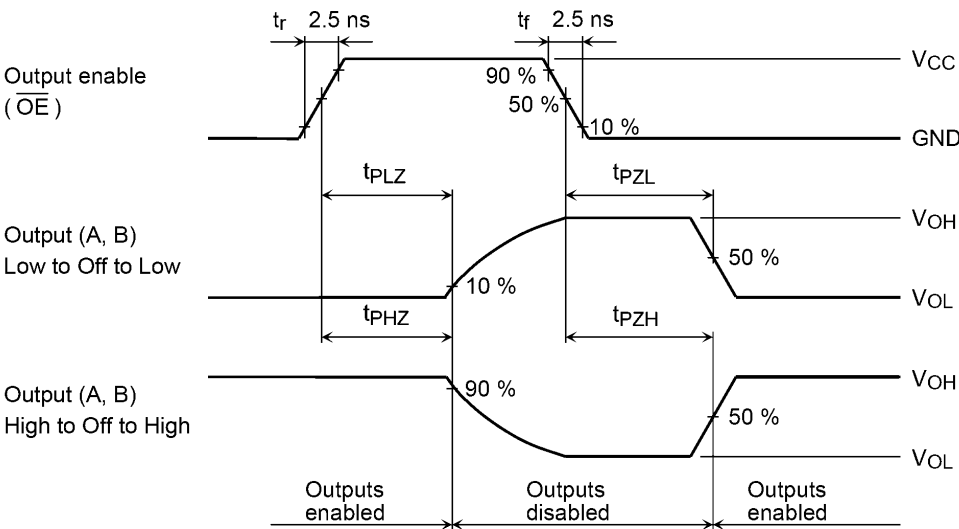 tr 2.5 ns tf 2.5 ns
Output enable
( OE )
VCC
90 %
50 %
10 %
GND
tPLZ tPZL
Output (A, B)
Low to Off to Low
VOH
50 %
10 %
VOL
tPHZ tPZH
Output (A, B)
High to Off to High
VOH
90 %
50 %
VOL
Outputs
enabled
Outputs
disabled
Outputs
enabled